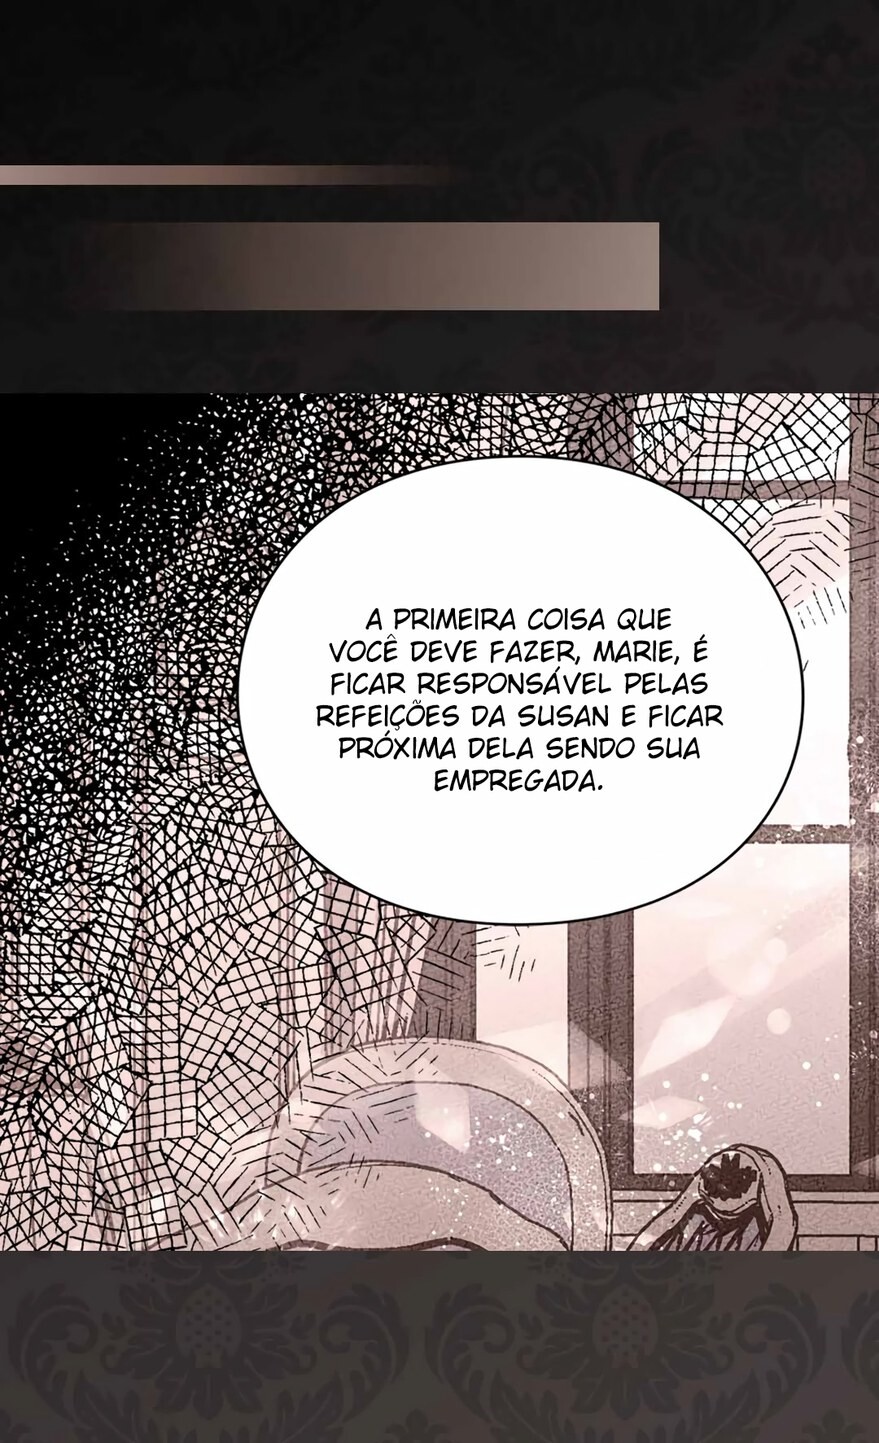 A PRIMEIRA COISA QUE
VOCÊ DEVE FAZER, MARIE, É
FICAR RESPONSÁVEL PELAS
REFEIÇÕES DA SUSAN E FICAR
PRÓXIMA DELA SENDO SUA
EMPREGADA.